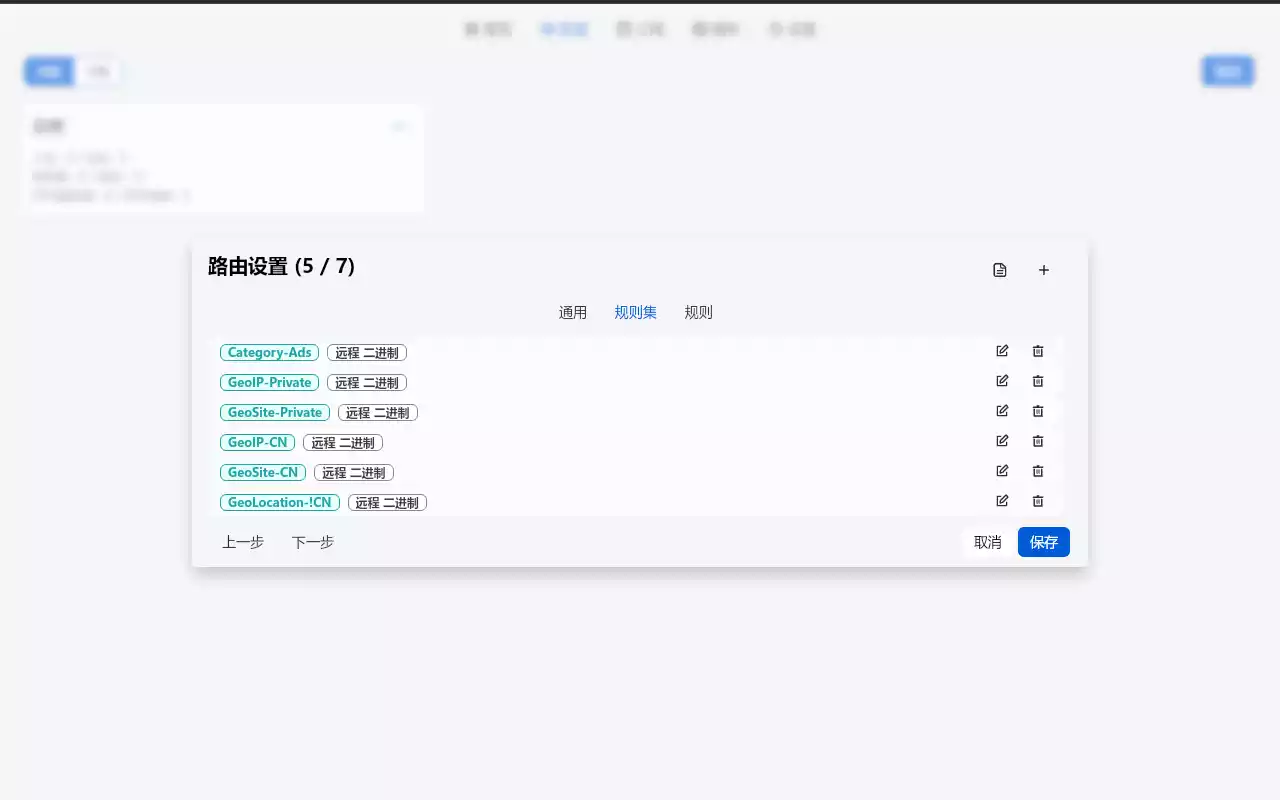 路由设置 (5 / 7)
通用 规则集 规则
Category-Ads 远程 二进制
GeoIP-Private 远程 二进制
GeoSite-Private 远程 二进制
GeoIP-CN 远程 二进制
GeoSite-CN 远程 二进制
GeoLocation-!CN 远程 二进制
上一步 下一步 取消 保存